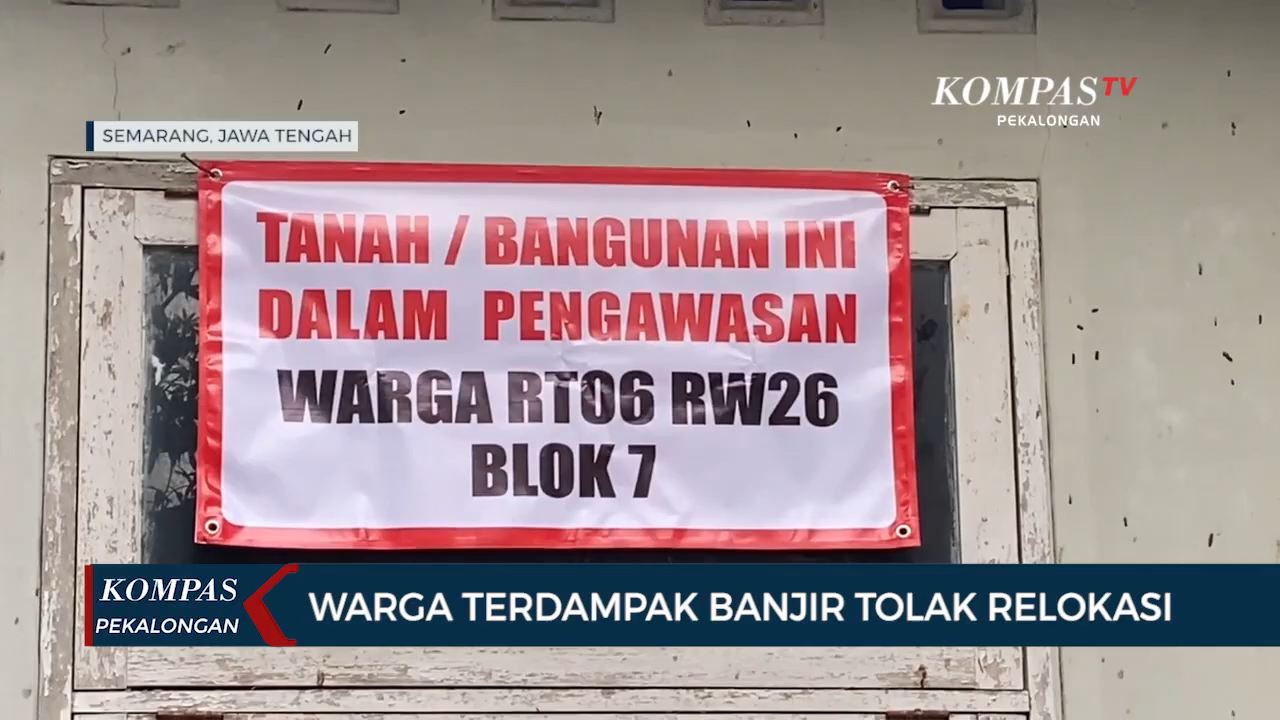 KOMPASTV
PEKALONGAN
SEMARANG, JAWA TENGAH
TANAH / BANGUNAN INI
DALAM PENGAWASAN
WARGA RT06 RW26
BLOK 7
KOMPAS
PEKALONGAN
WARGA TERDAMPAK BANJIR TOLAK RELOKASI